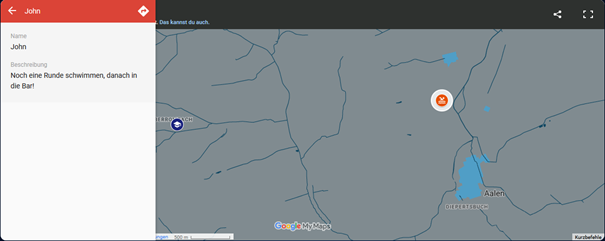 John
Name
John
Beschreibung
Noch eine Runde schwimmen, danach in
die Bar!
. Das kannst du auch.
Aalen
Google My Maps
500 m
Kurzbefehle